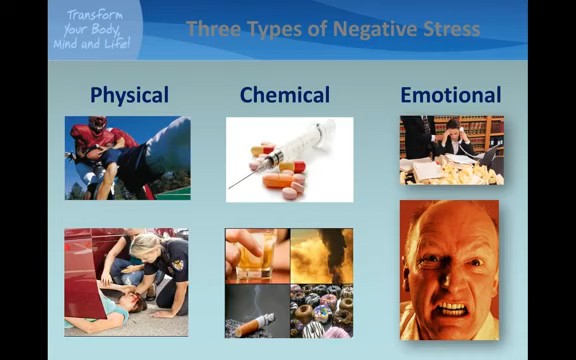 Transform
Your Body,
Mind and Life!
Three Types of Negative Stress
Physical
Chemical
Emotional